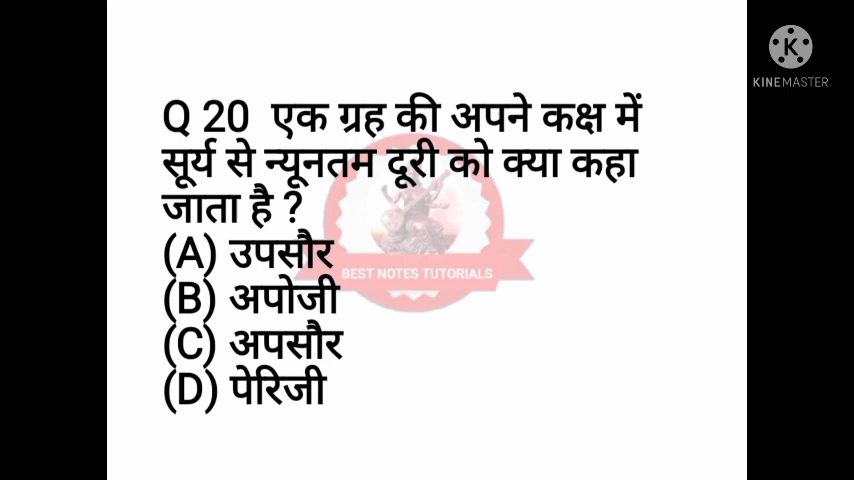 KINEMASTER
Q 20 एक ग्रह की अपने कक्ष में
सूर्य से न्यूनतम दूरी को क्या कहा
जाता है ?
(A) उपसौर
BEST NOTES TUTORIALS
(B) अपोजी
(C) अपसौर
(D) पेरिजी